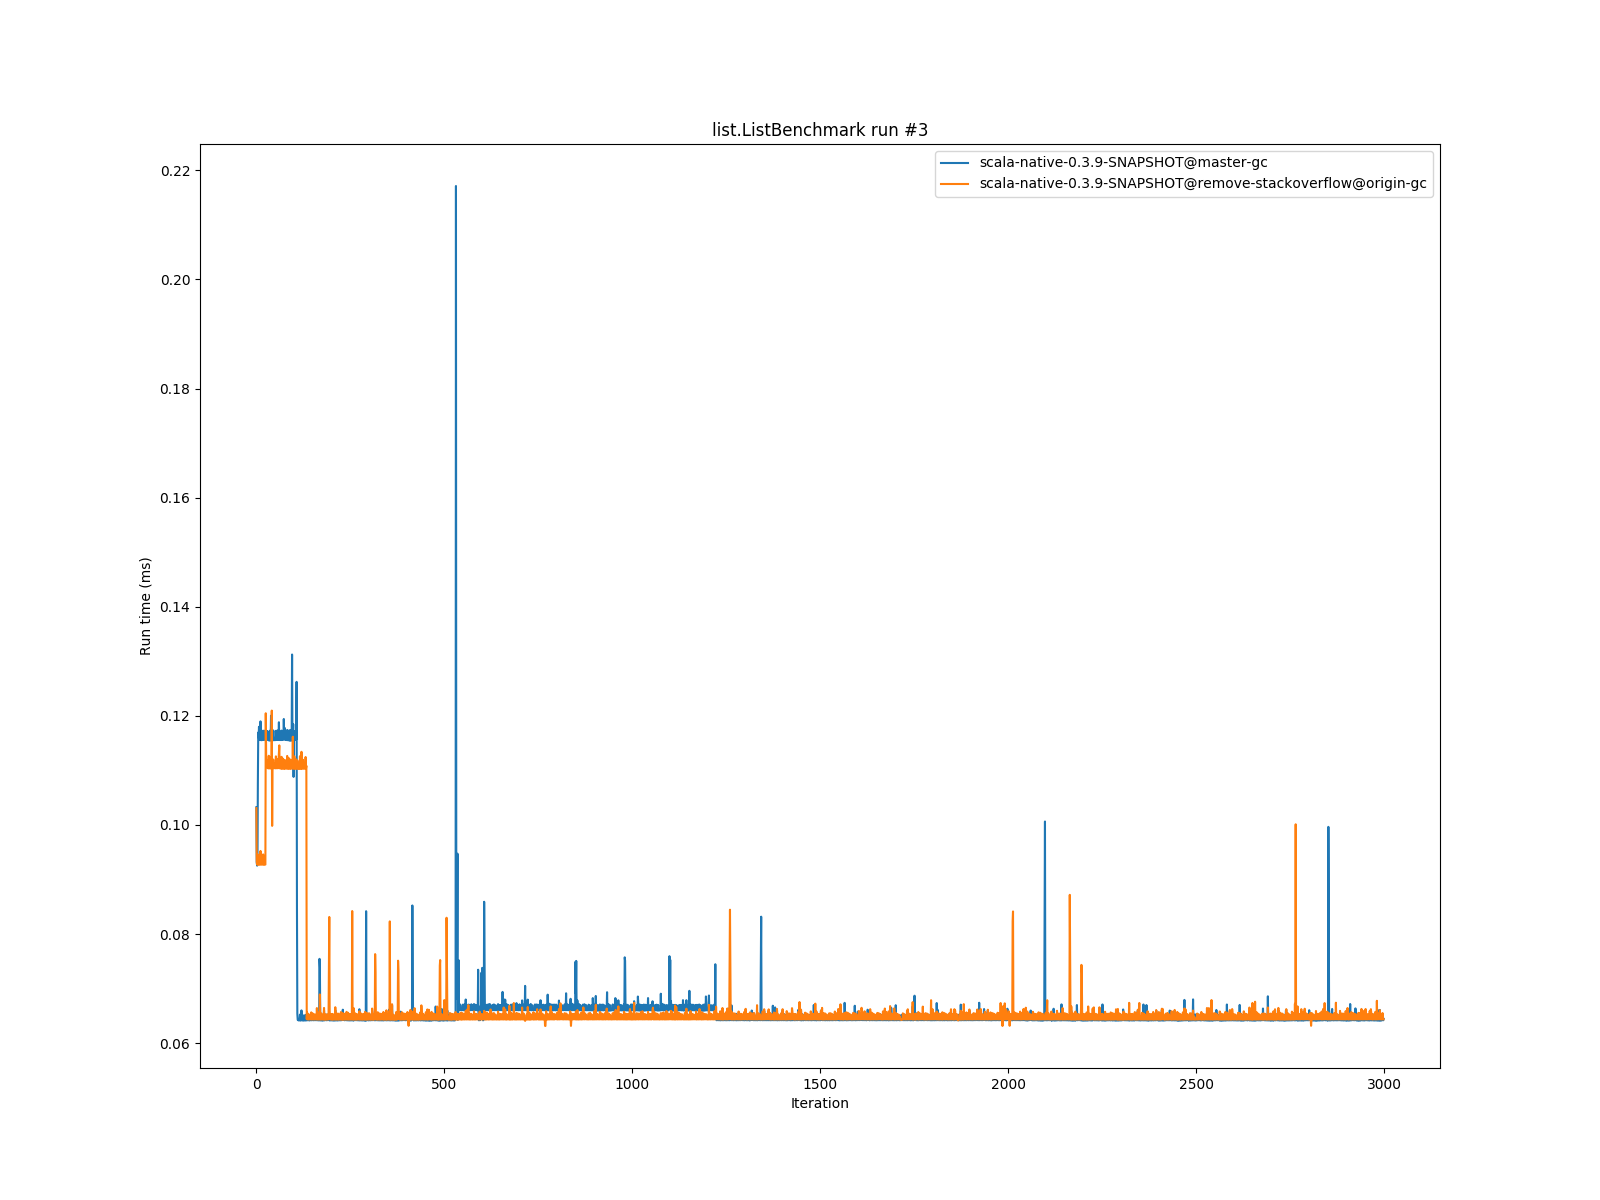 list.ListBenchmark run #3
scala-native-0.3.9-SNAPSHOT@master-gc
scala-native-0.3.9-SNAPSHOT@remove-stackoverflow@origin-gc
0.22
0.20
0.18
0.16
0.14
0.12
0.10
0.08
0.06
Run time (ms)
0 500 1000 1500 2000 2500 3000
Iteration